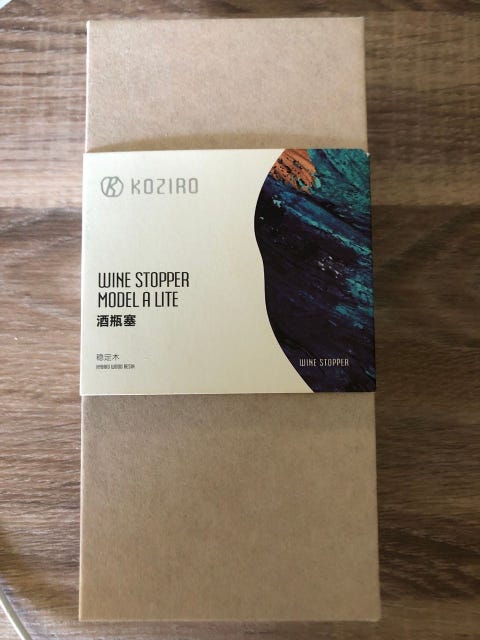 KOZIRO
WINE STOPPER
MODEL A LITE
酒瓶塞
稳定木
HYBRID WOOD RESIN
WINE STOPPER